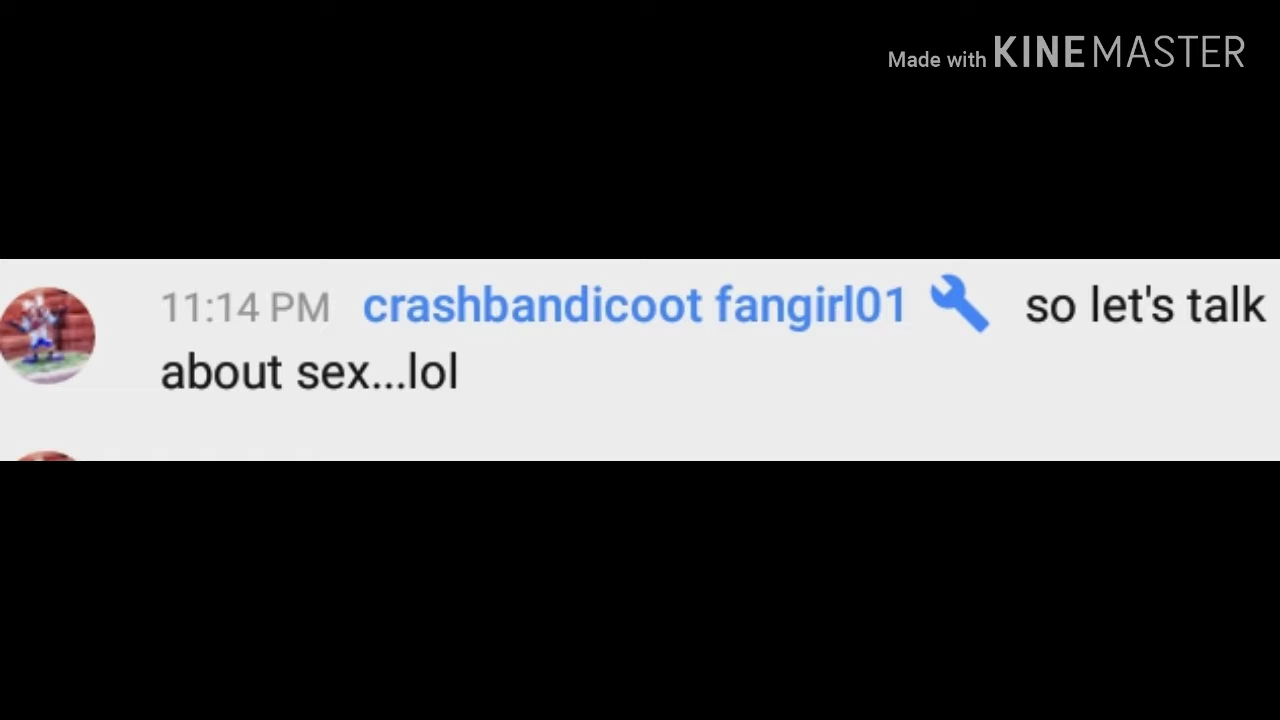 Made with KINEMASTER
11:14 PM crashbandicoot fangirl01 so let's talk
about sex...lol